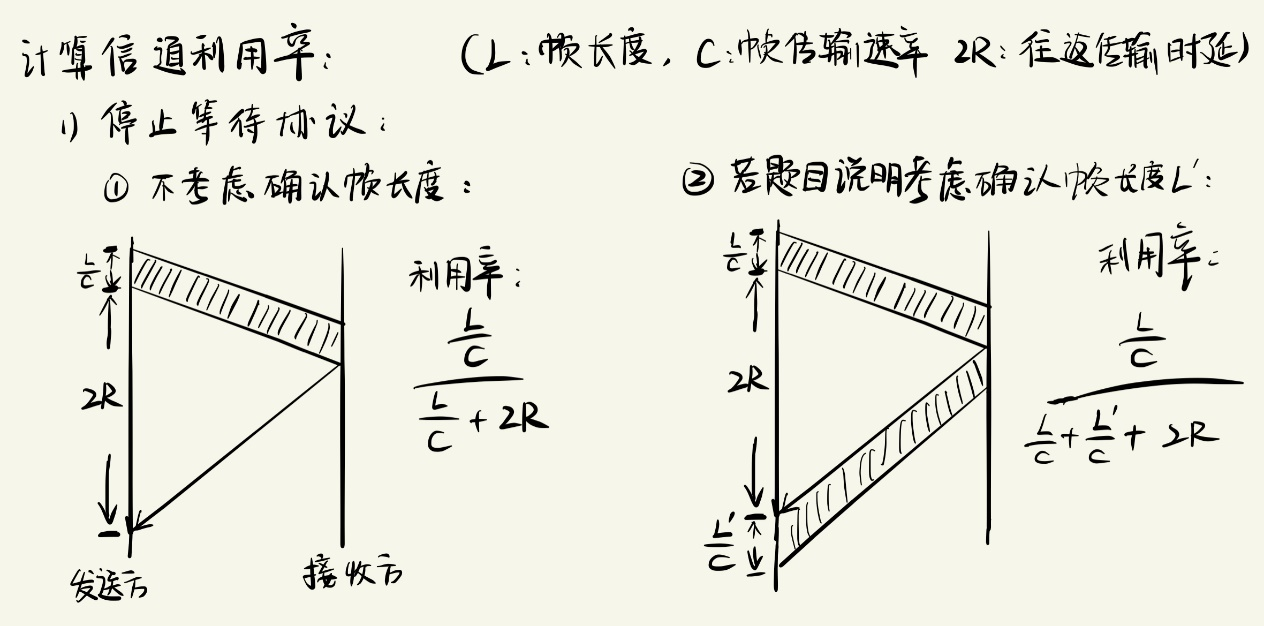 计算信道利用率: (L:帧长度, C:帧传输速率 2R:往返传输时延)
1) 停止等待协议:
① 不考虑确认帧长度:
② 若题目说明考虑确认帧长度L':
L/C
2R
发送方
接收方
利用率:
L/C
L/C + 2R
L/C
2R
L'/C
利用率:
L/C
L/C + L'/C + 2R